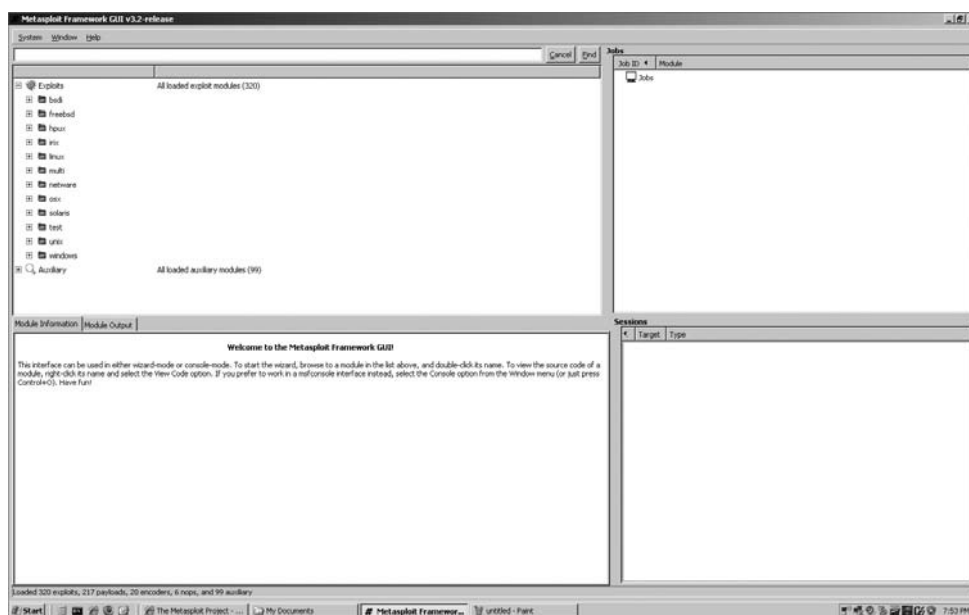 Metasploit Framework GUI v3.2-release
System Window Help
Cancel Find
Jobs
Job ID Module
Jobs
Exploits All loaded exploit modules (320)
bsdi
freebsd
hpux
irix
linux
multi
netware
osx
solaris
test
unix
windows
Auxiliary All loaded auxiliary modules (99)
Module Information Module Output
Sessions
Target Type
Welcome to the Metasploit Framework GUI!
This interface can be used in either wizard-mode or console-mode. To start the wizard, browse to a module in the list above, and double-click its name. To view the source code of a
module, right-click its name and select the View Code option. If you prefer to work in a msfconsole interface instead, select the Console option from the Window menu (or just press
Control+O). Have fun!
Loaded 320 exploits, 217 payloads, 20 encoders, 6 nops, and 99 auxiliary
Start The Metasploit Project - ... My Documents Metasploit Framewor... untitled - Paint 7:53 PM